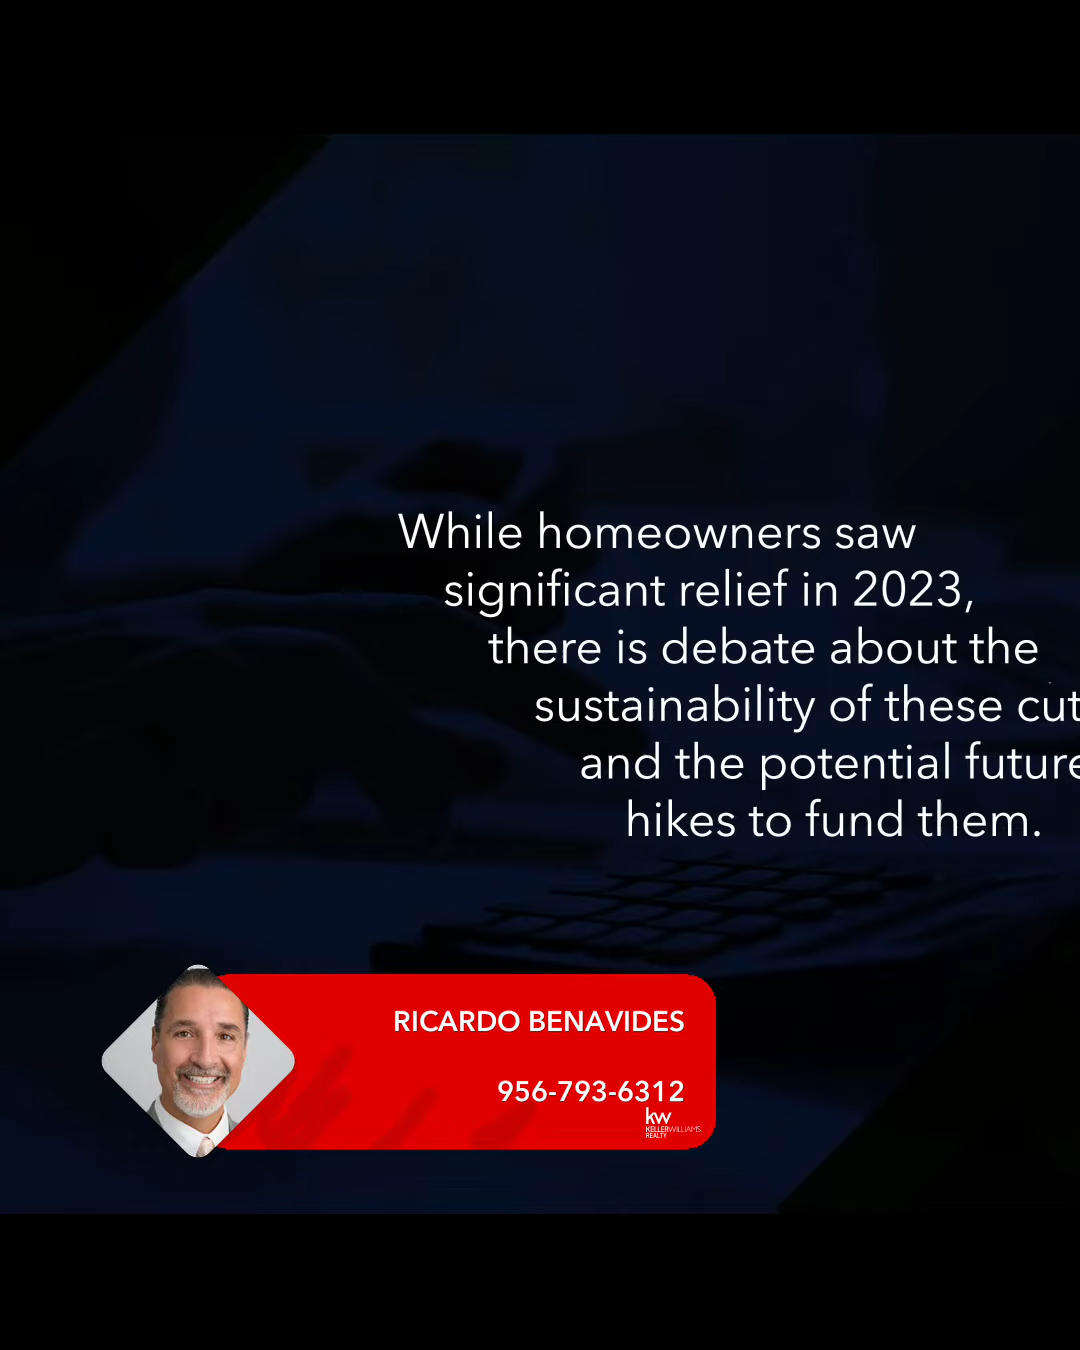 While homeowners saw
significant relief in 2023,
there is debate about the
sustainability of these cut
and the potential future
hikes to fund them.
RICARDO BENAVIDES
956-793-6312
kw
KELLERWILLIAMS.
REALTY